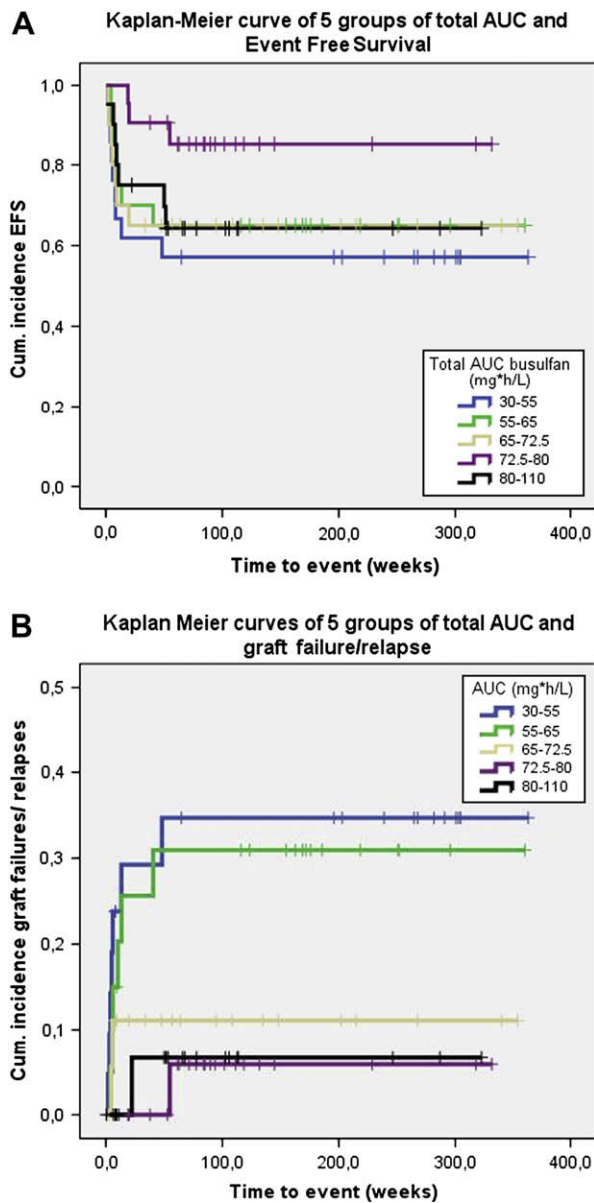 A
Kaplan-Meier curve of 5 groups of total AUC and
Event Free Survival
Cum. incidence EFS
1,0
0,8
0,6
0,4
0,2
0,0
Total AUC busulfan
(mg*h/L)
30-55
55-65
65-72.5
72.5-80
80-110
0,0
100,0
200,0
300,0
400,0
Time to event (weeks)
B
Kaplan Meier curves of 5 groups of total AUC and
graft failure/relapse
Cum. incidence graft failures/ relapses
0,5
0,4
0,3
0,2
0,1
0,0
AUC (mg*h/L)
30-55
55-65
65-72.5
72.5-80
80-110
0,0
100,0
200,0
300,0
400,0
Time to event (weeks)